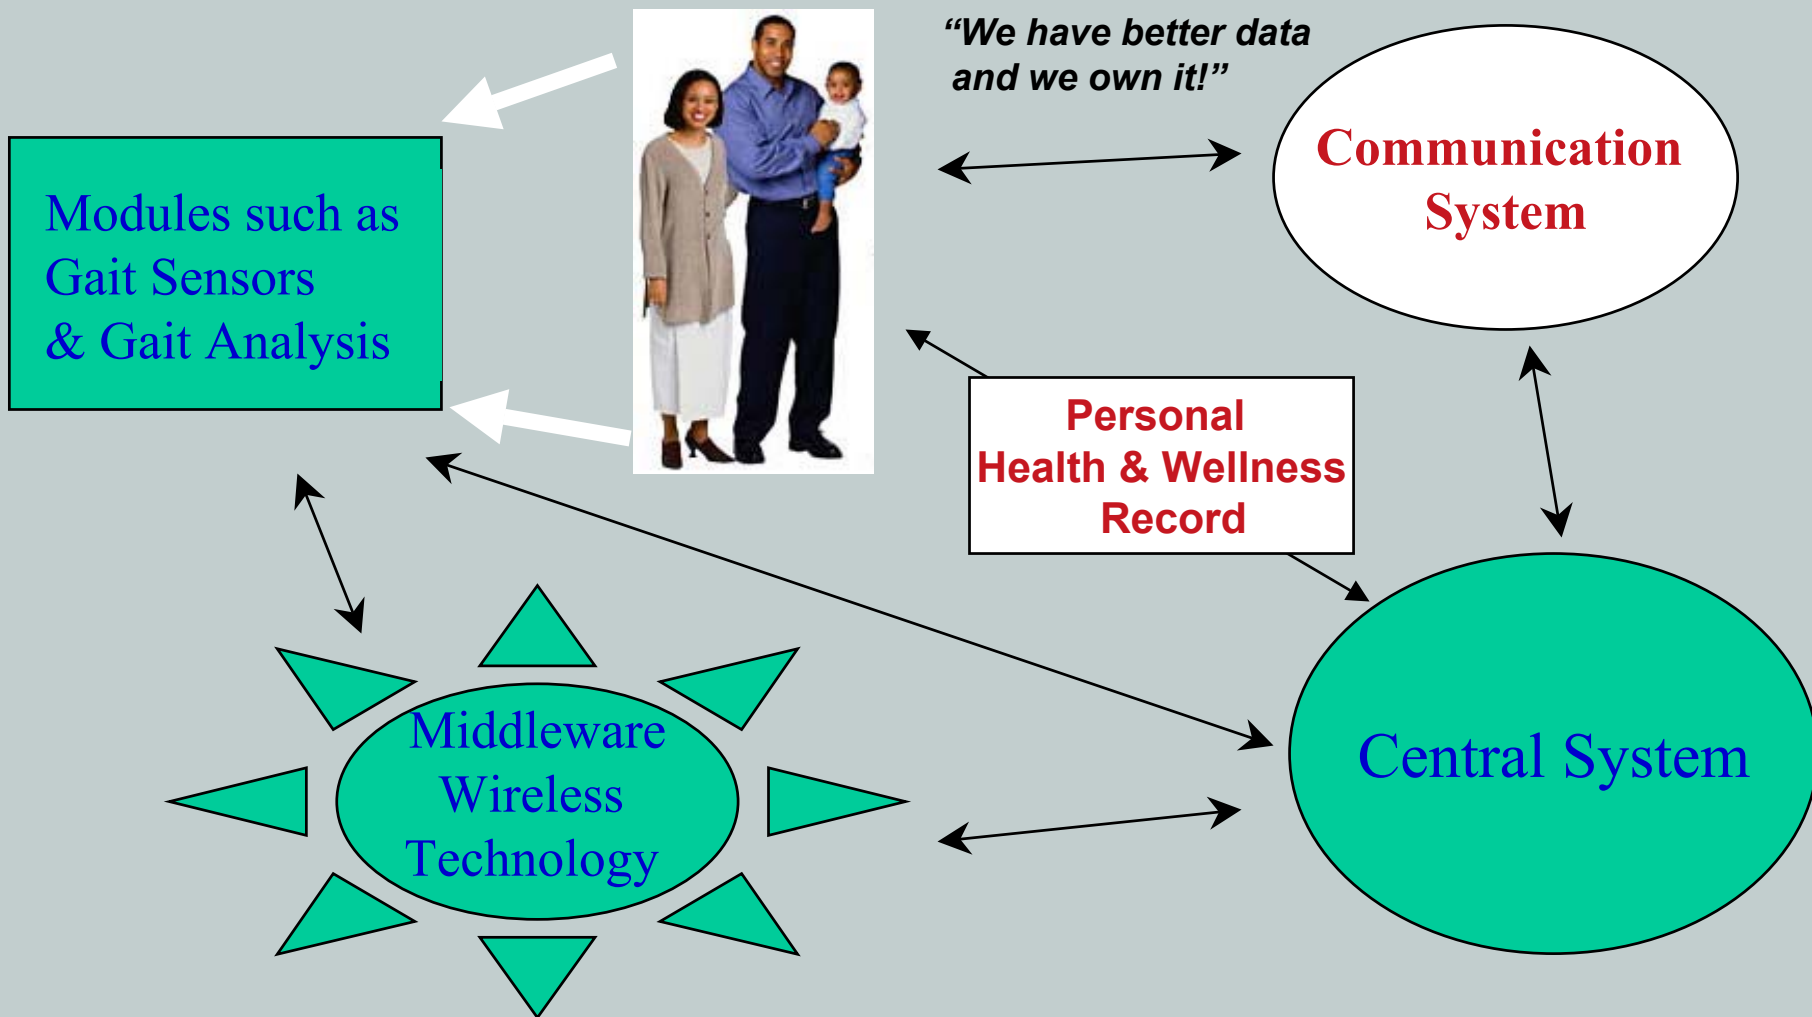 “We have better data
and we own it!”
Communication
System
Modules such as
Gait Sensors
& Gait Analysis
Personal
Health & Wellness
Record
Middleware
Wireless
Technology
Central System